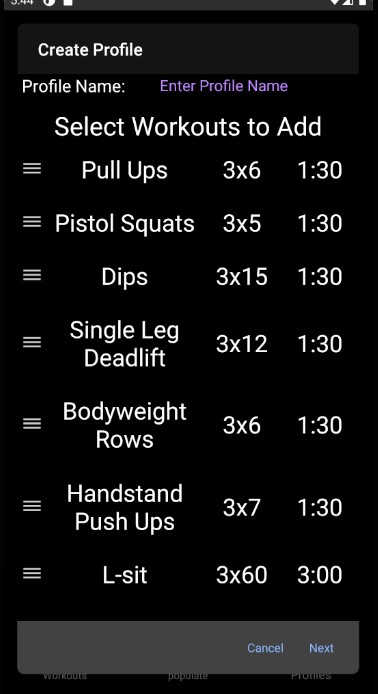 3:44
Create Profile
Profile Name: Enter Profile Name
Select Workouts to Add
Pull Ups 3x6 1:30
Pistol Squats 3x5 1:30
Dips 3x15 1:30
Single Leg
Deadlift 3x12 1:30
Bodyweight
Rows 3x6 1:30
Handstand
Push Ups 3x7 1:30
L-sit 3x60 3:00
Cancel Next
Workouts populate Profiles